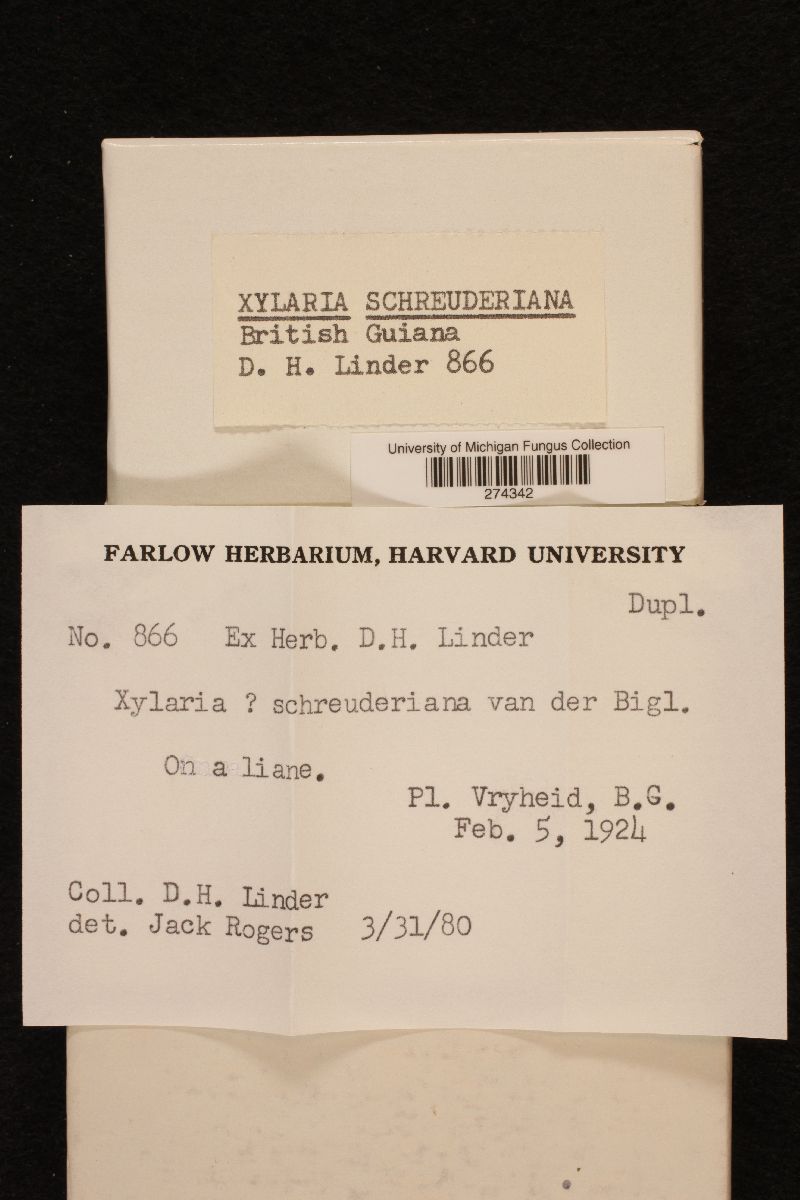 XYLARIA SCHREUDERIANA
British Guiana
D. H. Linder 866
University of Michigan Fungus Collection
274342
FARLOW HERBARIUM, HARVARD UNIVERSITY
Dupl.
No. 866 Ex Herb. D.H. Linder
Xylaria ? schreuderiana van der Bigl.
On a liane.
Pl. Vryheid, B.G.
Feb. 5, 1924
Coll. D.H. Linder
det. Jack Rogers 3/31/80